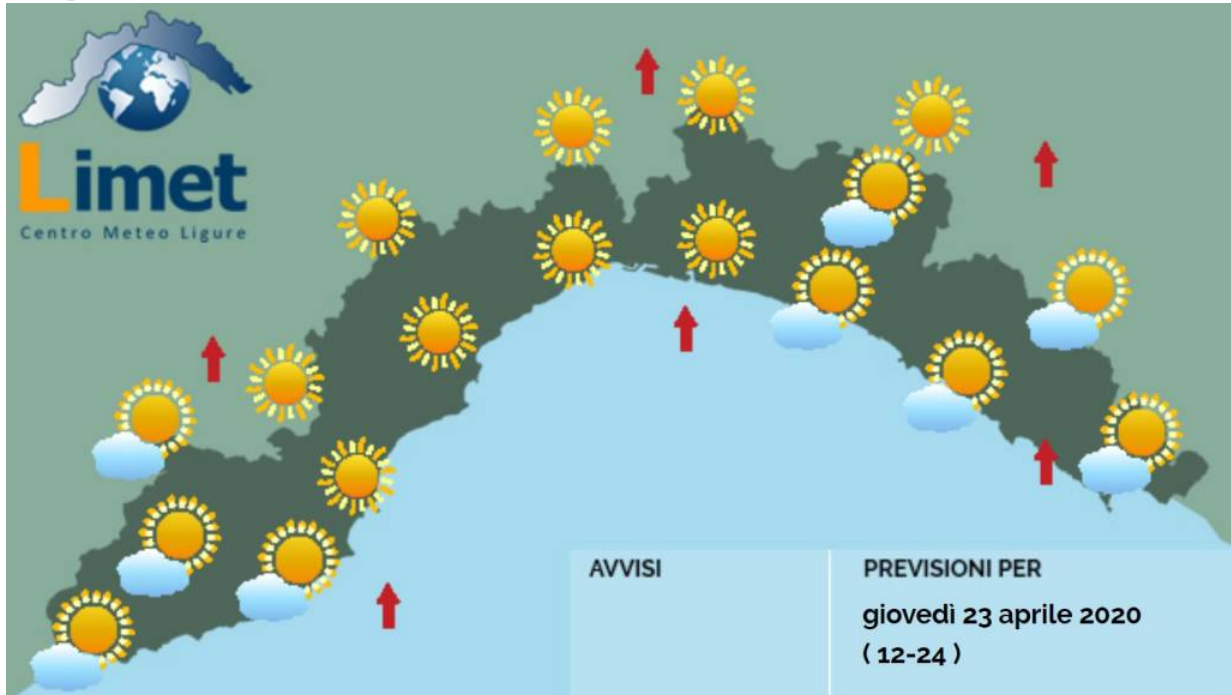 Limet
Centro Meteo Ligure
AVVISI
PREVISIONI PER
giovedì 23 aprile 2020
( 12-24 )